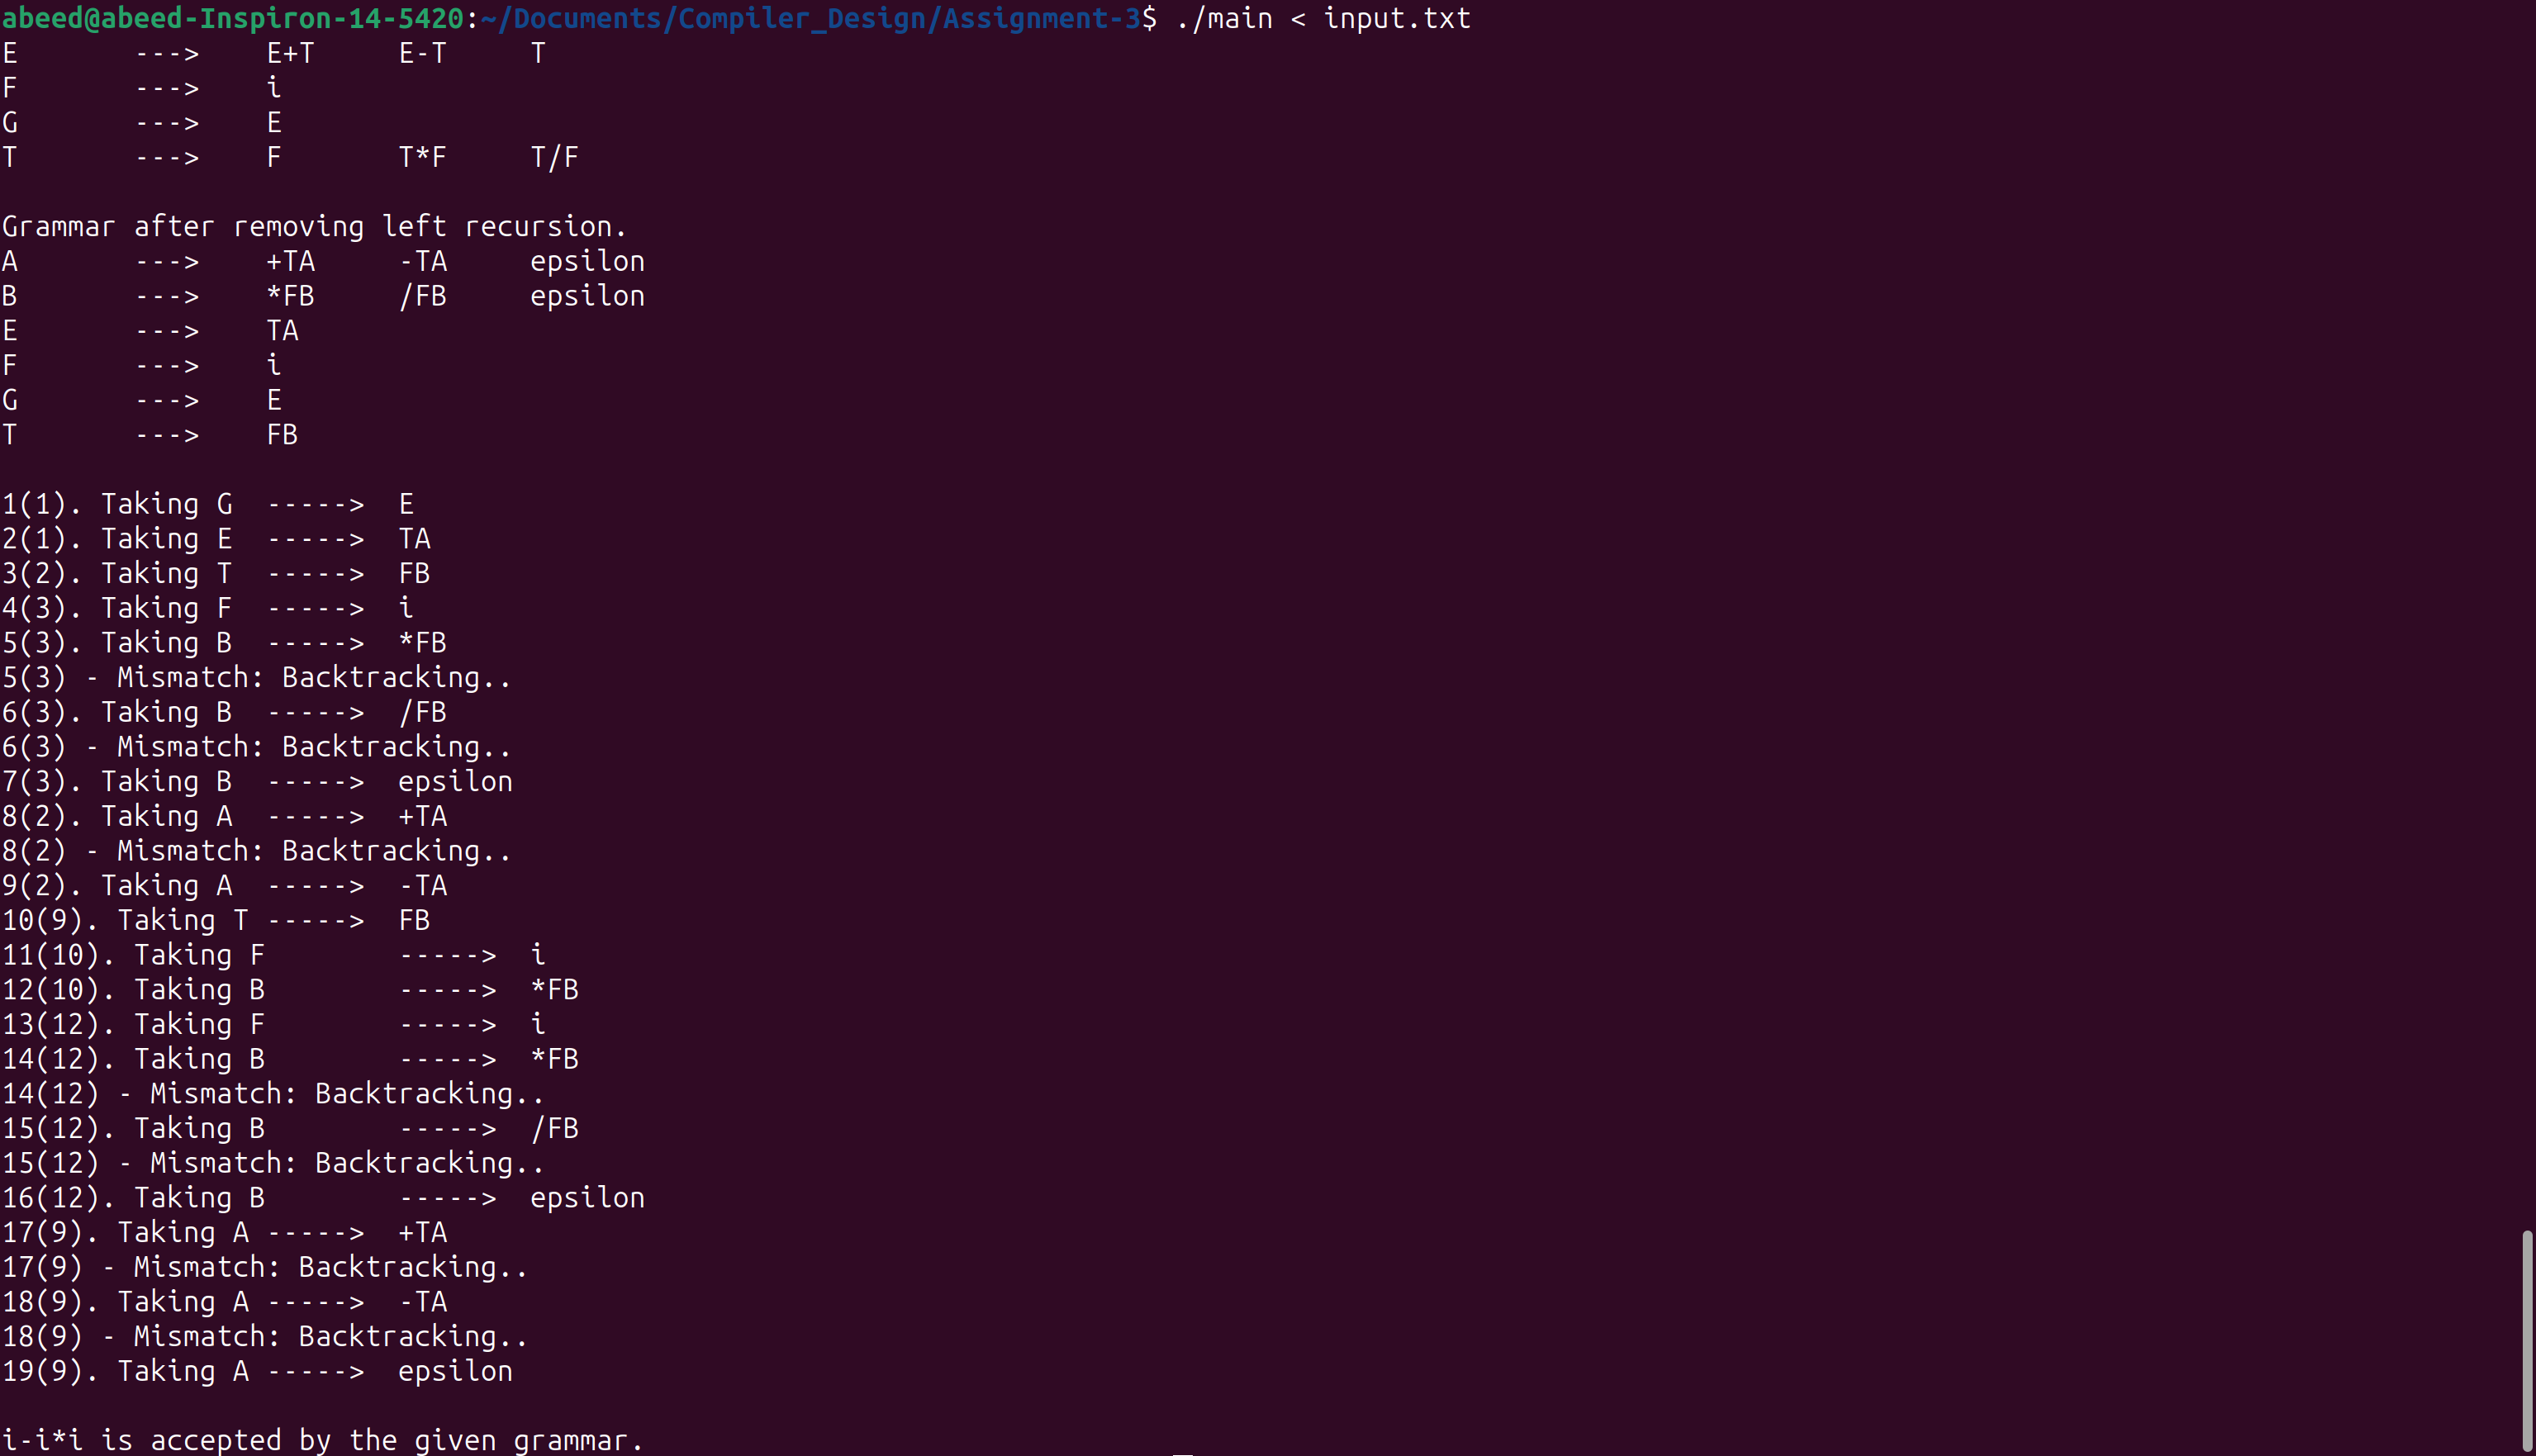 abeed@abeed-Inspiron-14-5420:~/Documents/Compiler_Design/Assignment-3$ ./main < input.txt
E       --->    E+T     E-T     T
F       --->    i
G       --->    E
T       --->    F       T*F     T/F

Grammar after removing left recursion.
A       --->    +TA     -TA     epsilon
B       --->    *FB     /FB     epsilon
E       --->    TA
F       --->    i
G       --->    E
T       --->    FB

1(1). Taking G  ----->  E
2(1). Taking E  ----->  TA
3(2). Taking T  ----->  FB
4(3). Taking F  ----->  i
5(3). Taking B  ----->  *FB
5(3) - Mismatch: Backtracking..
6(3). Taking B  ----->  /FB
6(3) - Mismatch: Backtracking..
7(3). Taking B  ----->  epsilon
8(2). Taking A  ----->  +TA
8(2) - Mismatch: Backtracking..
9(2). Taking A  ----->  -TA
10(9). Taking T ----->  FB
11(10). Taking F        ----->  i
12(10). Taking B        ----->  *FB
13(12). Taking F        ----->  i
14(12). Taking B        ----->  *FB
14(12) - Mismatch: Backtracking..
15(12). Taking B        ----->  /FB
15(12) - Mismatch: Backtracking..
16(12). Taking B        ----->  epsilon
17(9). Taking A ----->  +TA
17(9) - Mismatch: Backtracking..
18(9). Taking A ----->  -TA
18(9) - Mismatch: Backtracking..
19(9). Taking A ----->  epsilon

i-i*i is accepted by the given grammar.